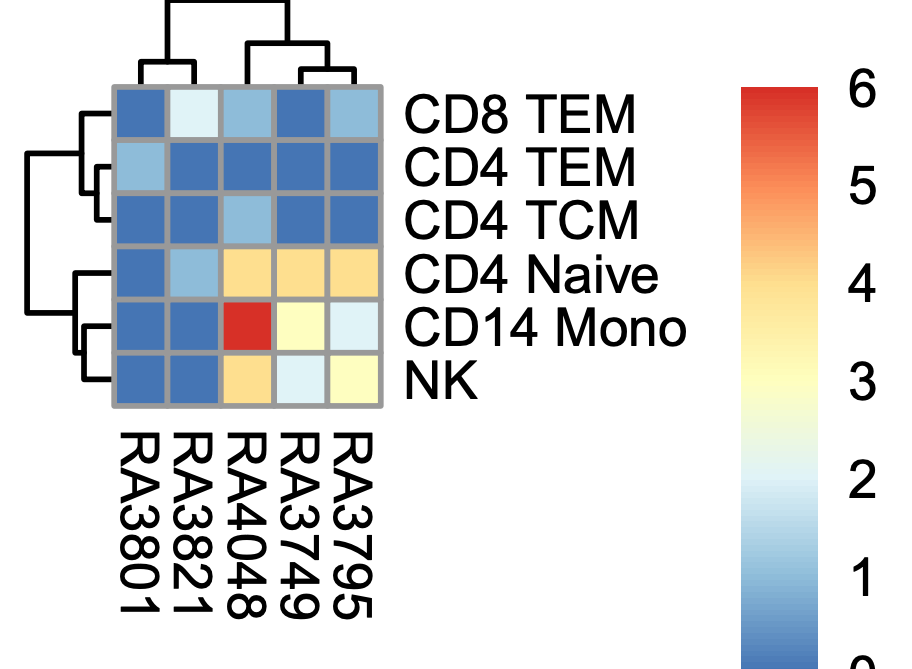 CD8 TEM
CD4 TEM
CD4 TCM
CD4 Naive
CD14 Mono
NK
RA3801
RA3821
RA4048
RA3749
RA3795
6
5
4
3
2
1
0